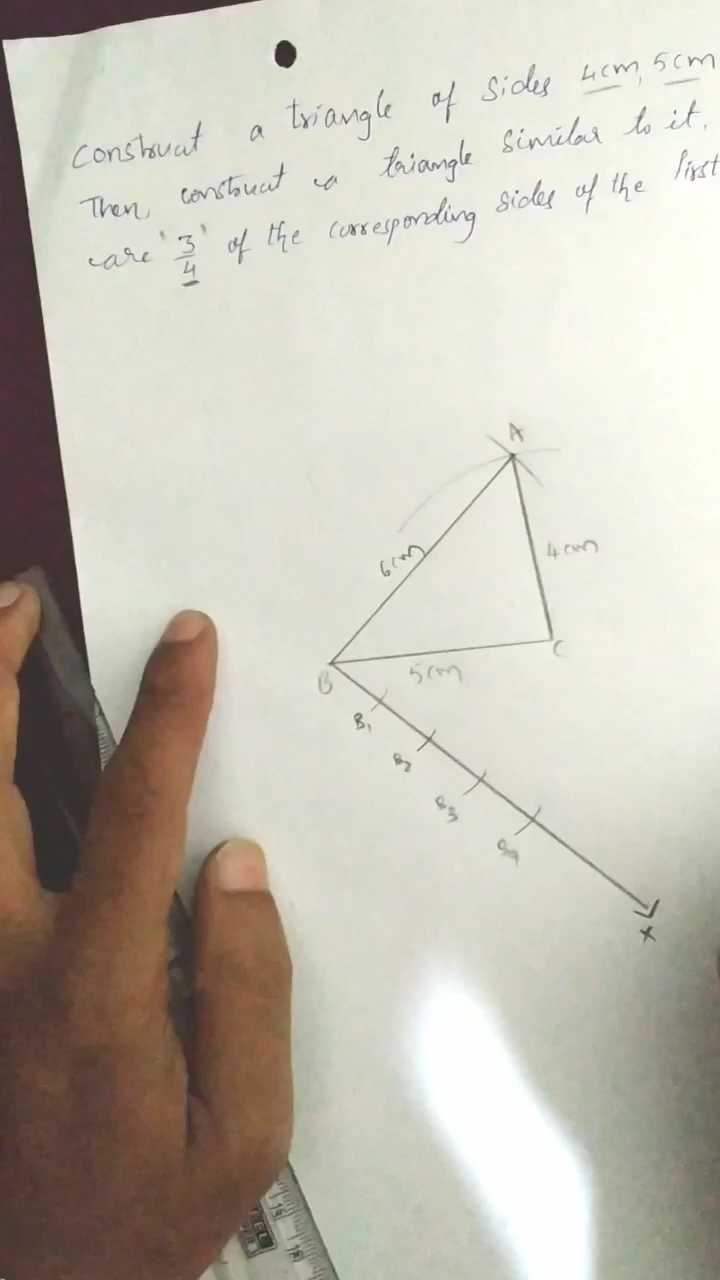 Construct a triangle of sides 4cm, 5cm
Then, construct a triangle similar to it.
are '3/4' of the corresponding sides of the first
A
6cm
4cm
B
5cm
C
B1
B2
B3
B4
X